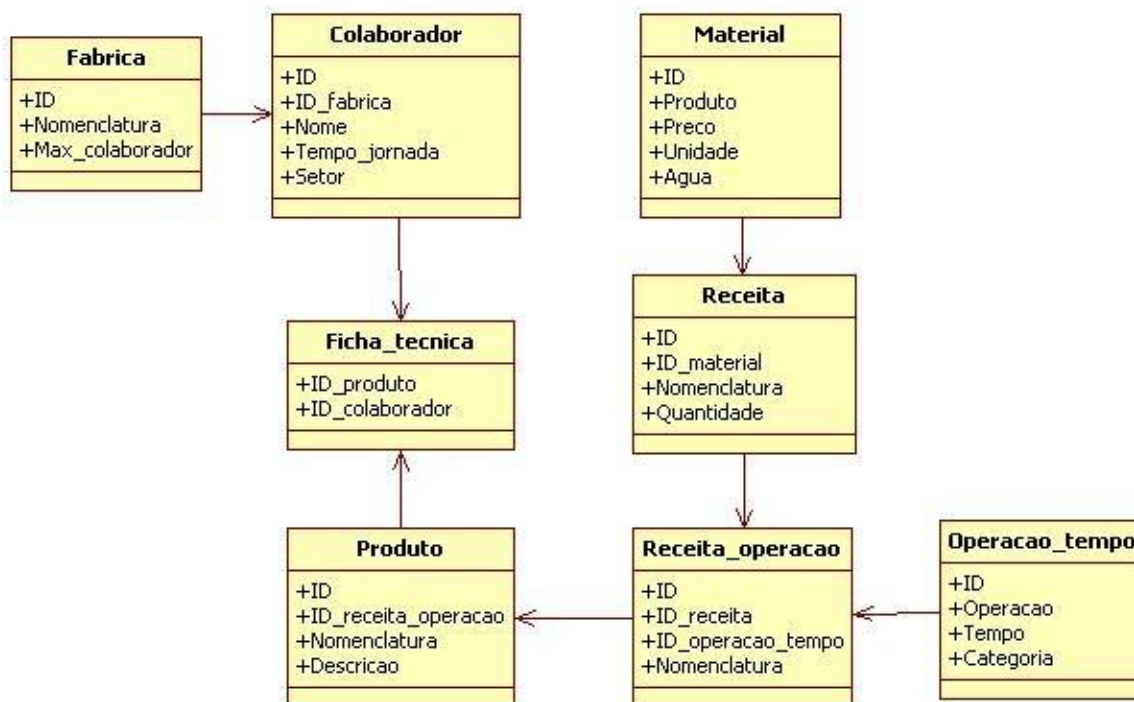 Fabrica
+ID
+Nomenclatura
+Max_colaborador
Colaborador
+ID
+ID_fabrica
+Nome
+Tempo_jornada
+Setor
Material
+ID
+Produto
+Preco
+Unidade
+Agua
Ficha_tecnica
+ID_produto
+ID_colaborador
Receita
+ID
+ID_material
+Nomenclatura
+Quantidade
Produto
+ID
+ID_receita_operacao
+Nomenclatura
+Descricao
Receita_operacao
+ID
+ID_receita
+ID_operacao_tempo
+Nomenclatura
Operacao_tempo
+ID
+Operacao
+Tempo
+Categoria